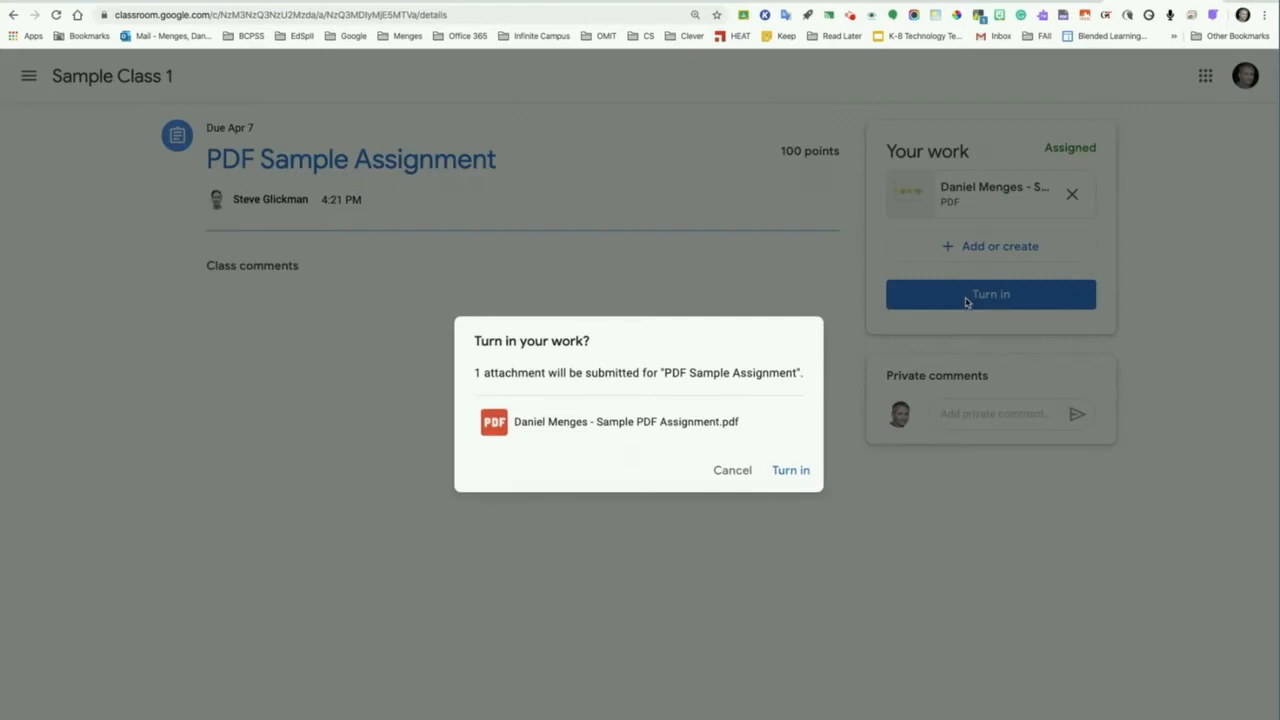 classroom.google.com/c/NzM3NzQ3NzU2Mzda/a/NzQ3MDIyMjE5MTVa/details
Apps Bookmarks Mail - Menges, Dan... BCPSS EdSpll Google Menges Office 365 Infinite Campus OMIT CS Clever HEAT Keep Read Later K-8 Technology Te... Inbox FAll Blended Learning... » Other Bookmarks
Sample Class 1
Due Apr 7
PDF Sample Assignment
100 points
Steve Glickman 4:21 PM
Class comments
Your work
Assigned
Daniel Menges - S...
PDF
+ Add or create
Turn in
Private comments
Add private comment...
Turn in your work?
1 attachment will be submitted for "PDF Sample Assignment".
PDF Daniel Menges - Sample PDF Assignment.pdf
Cancel Turn in